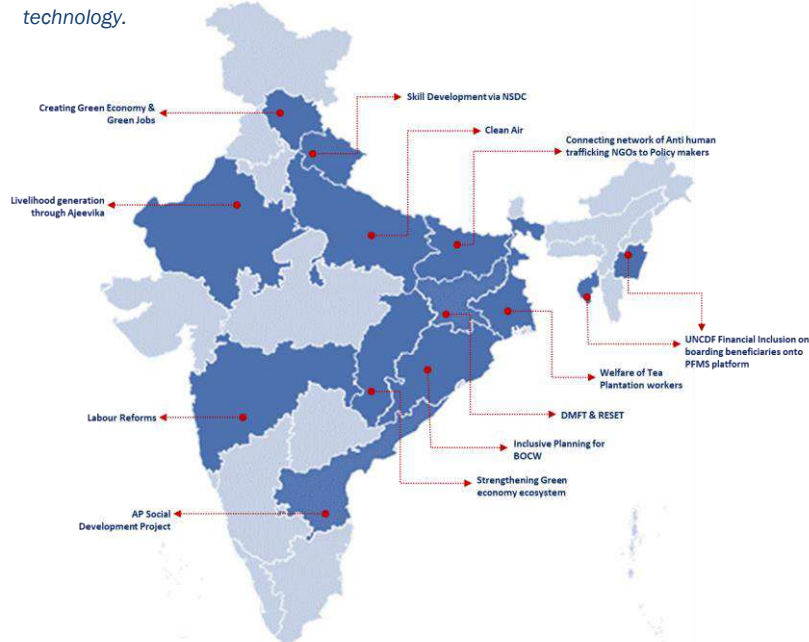 technology.
Skill Development via NSDC
Creating Green Economy &
Green Jobs
Clean Air
Connecting network of Anti human
trafficking NGOs to Policy makers
Livelihood generation
through Ajeevika
UNCDF Financial Inclusion on
boarding beneficiaries onto
PFMS platform
Welfare of Tea
Plantation workers
Labour Reforms
DMFT & RESET
Inclusive Planning for
BOCW
Strengthening Green
economy ecosystem
AP Social
Development Project